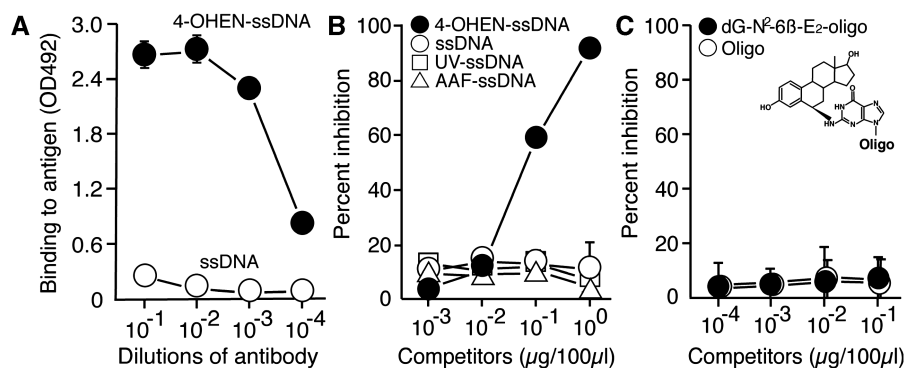 A
Binding to antigen (OD492)
3.0
2.4
1.8
1.2
0.6
0
4-OHEN-ssDNA
ssDNA
10⁻¹ 10⁻² 10⁻³ 10⁻⁴
Dilutions of antibody
B
Percent inhibition
100
80
60
40
20
0
4-OHEN-ssDNA
ssDNA
UV-ssDNA
AAF-ssDNA
10⁻³ 10⁻² 10⁻¹ 10⁰
Competitors (µg/100µl)
C
Percent inhibition
100
80
60
40
20
0
dG-N²-6ß-E₂-oligo
Oligo
OH
HO
O
HN
N
HN
N
N
Oligo
10⁻⁴ 10⁻³ 10⁻² 10⁻¹
Competitors (µg/100µl)